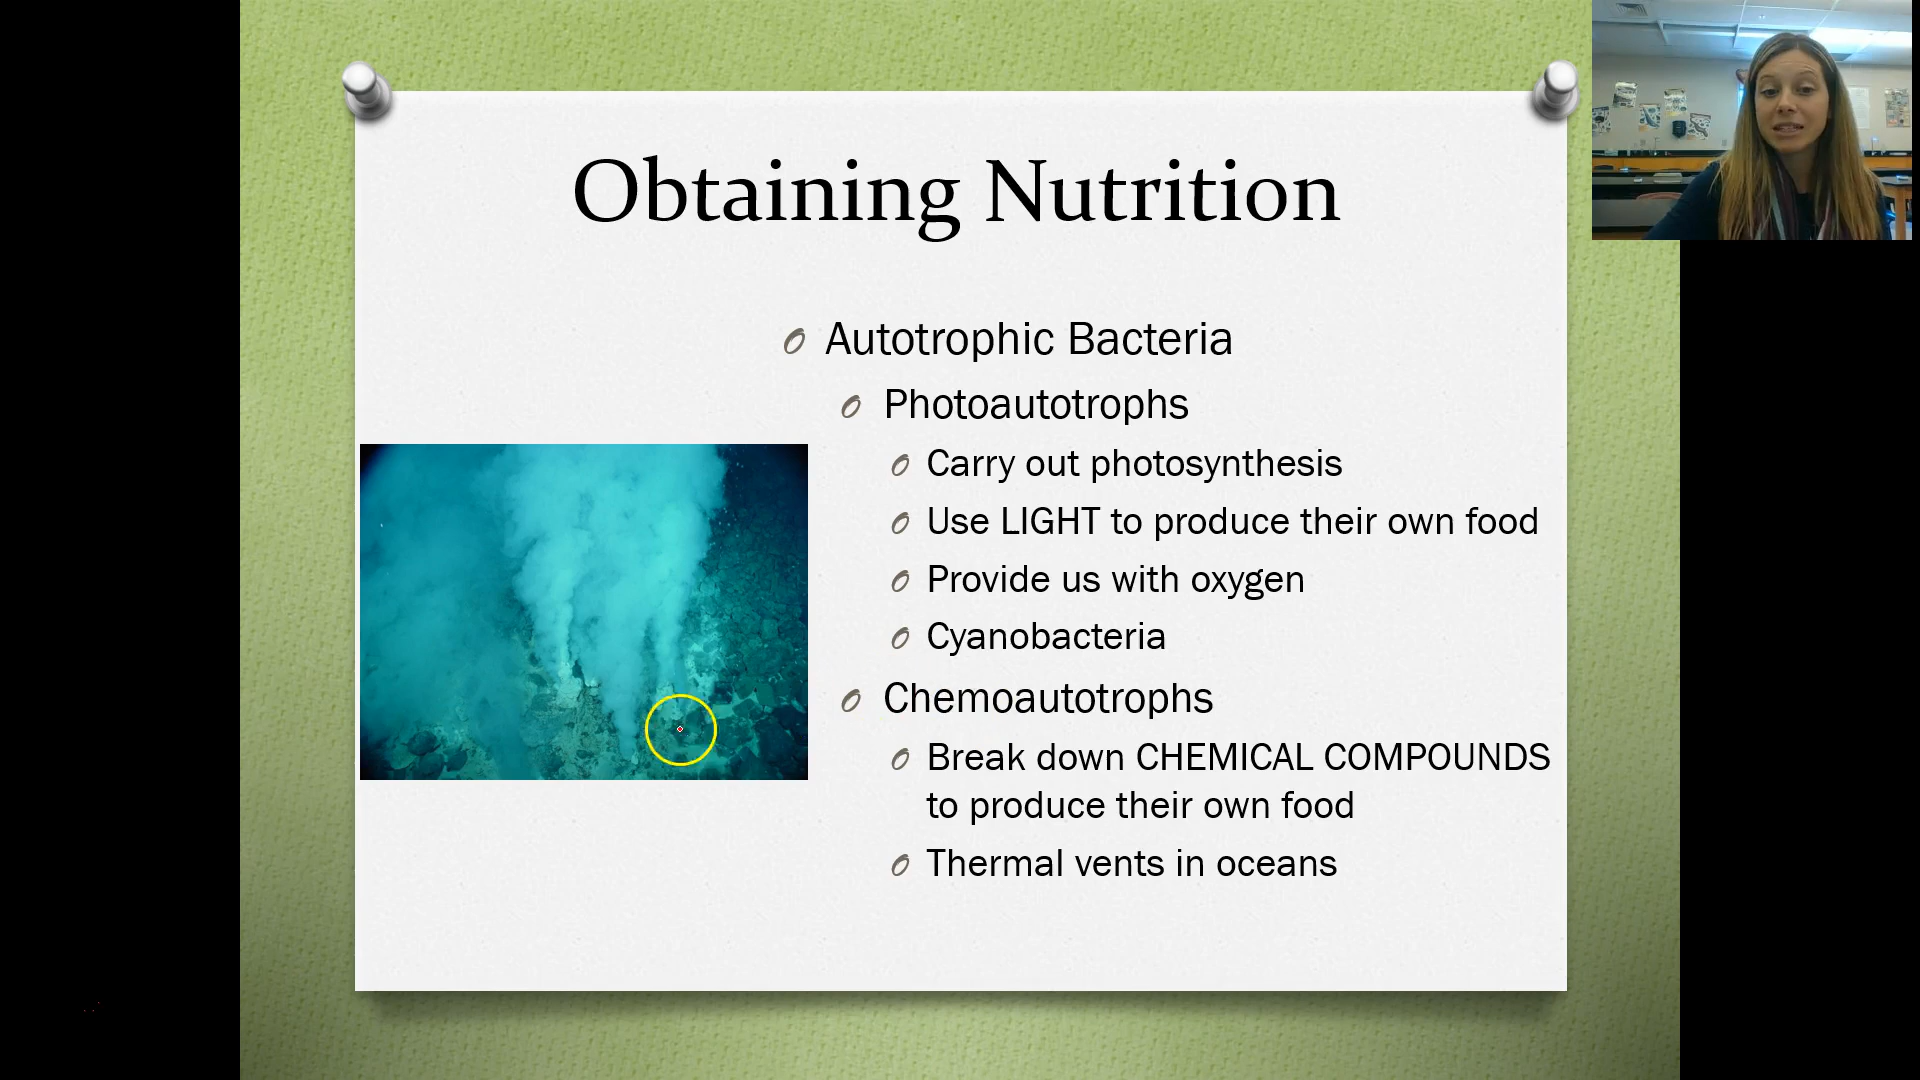 Obtaining Nutrition
Autotrophic Bacteria
Photoautotrophs
Carry out photosynthesis
Use LIGHT to produce their own food
Provide us with oxygen
Cyanobacteria
Chemoautotrophs
Break down CHEMICAL COMPOUNDS
to produce their own food
Thermal vents in oceans